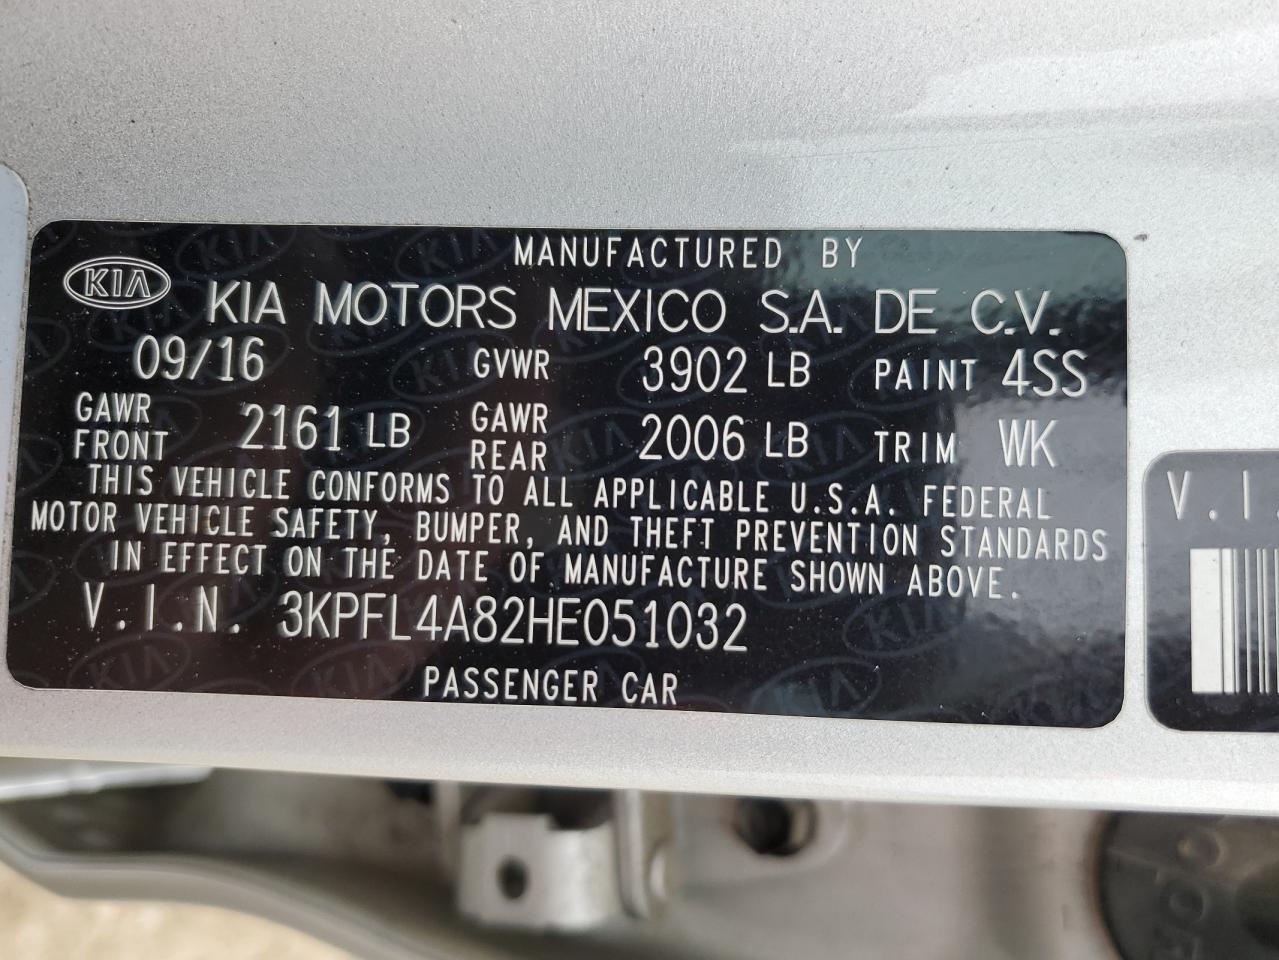 MANUFACTURED BY
KIA KIA MOTORS MEXICO S.A. DE C.V.
09/16 GVWR 3902 LB PAINT 4SS
GAWR FRONT 2161 LB GAWR REAR 2006 LB TRIM WK
THIS VEHICLE CONFORMS TO ALL APPLICABLE U.S.A. FEDERAL
MOTOR VEHICLE SAFETY, BUMPER, AND THEFT PREVENTION STANDARDS
IN EFFECT ON THE DATE OF MANUFACTURE SHOWN ABOVE.
V.I.N. 3KPFL4A82HE051032
PASSENGER CAR
V.I.